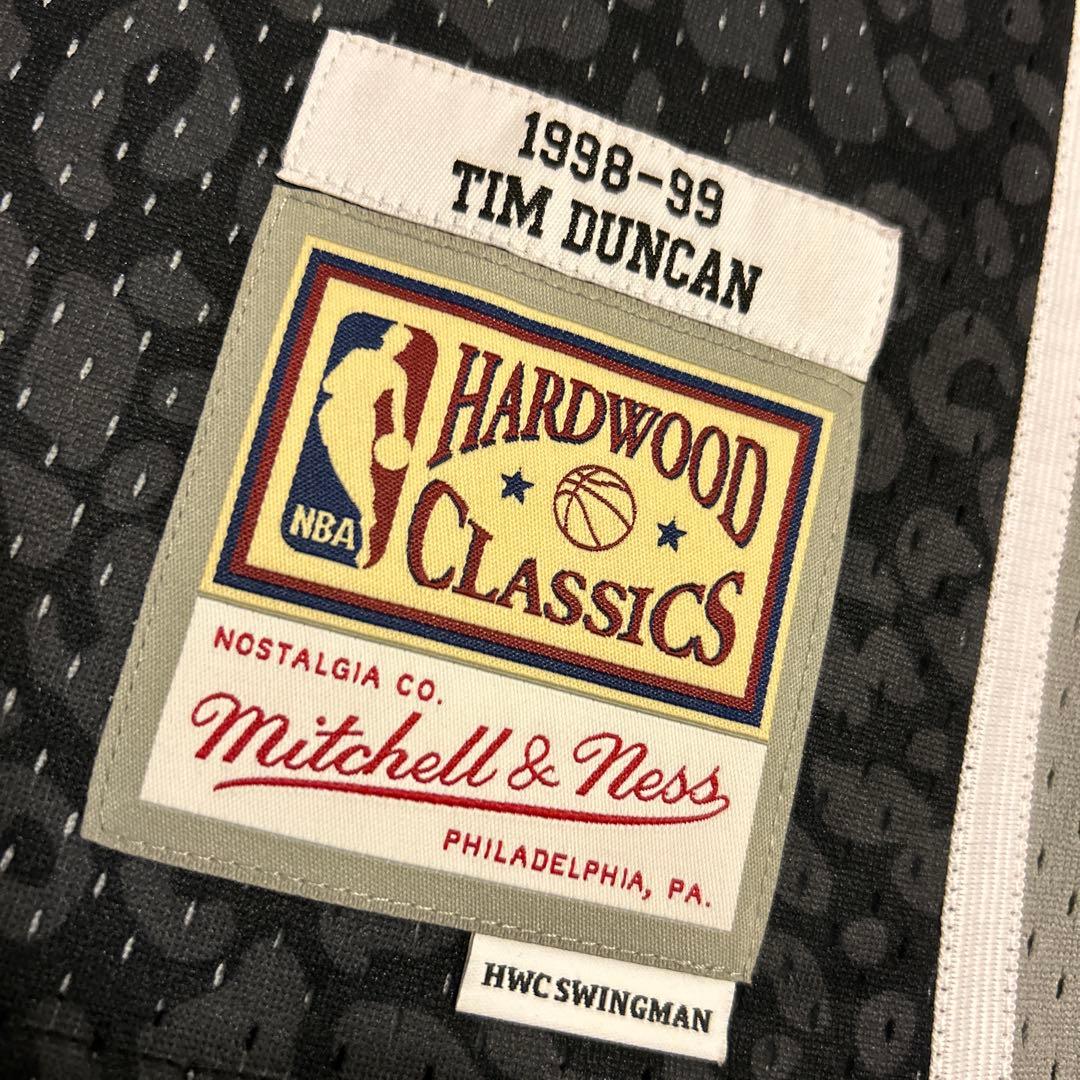 1998-99
TIM DUNCAN
HARDWOOD
CLASSICS
NBA
NOSTALGIA CO.
Mitchell & Ness
PHILADELPHIA, PA.
HWC SWINGMAN